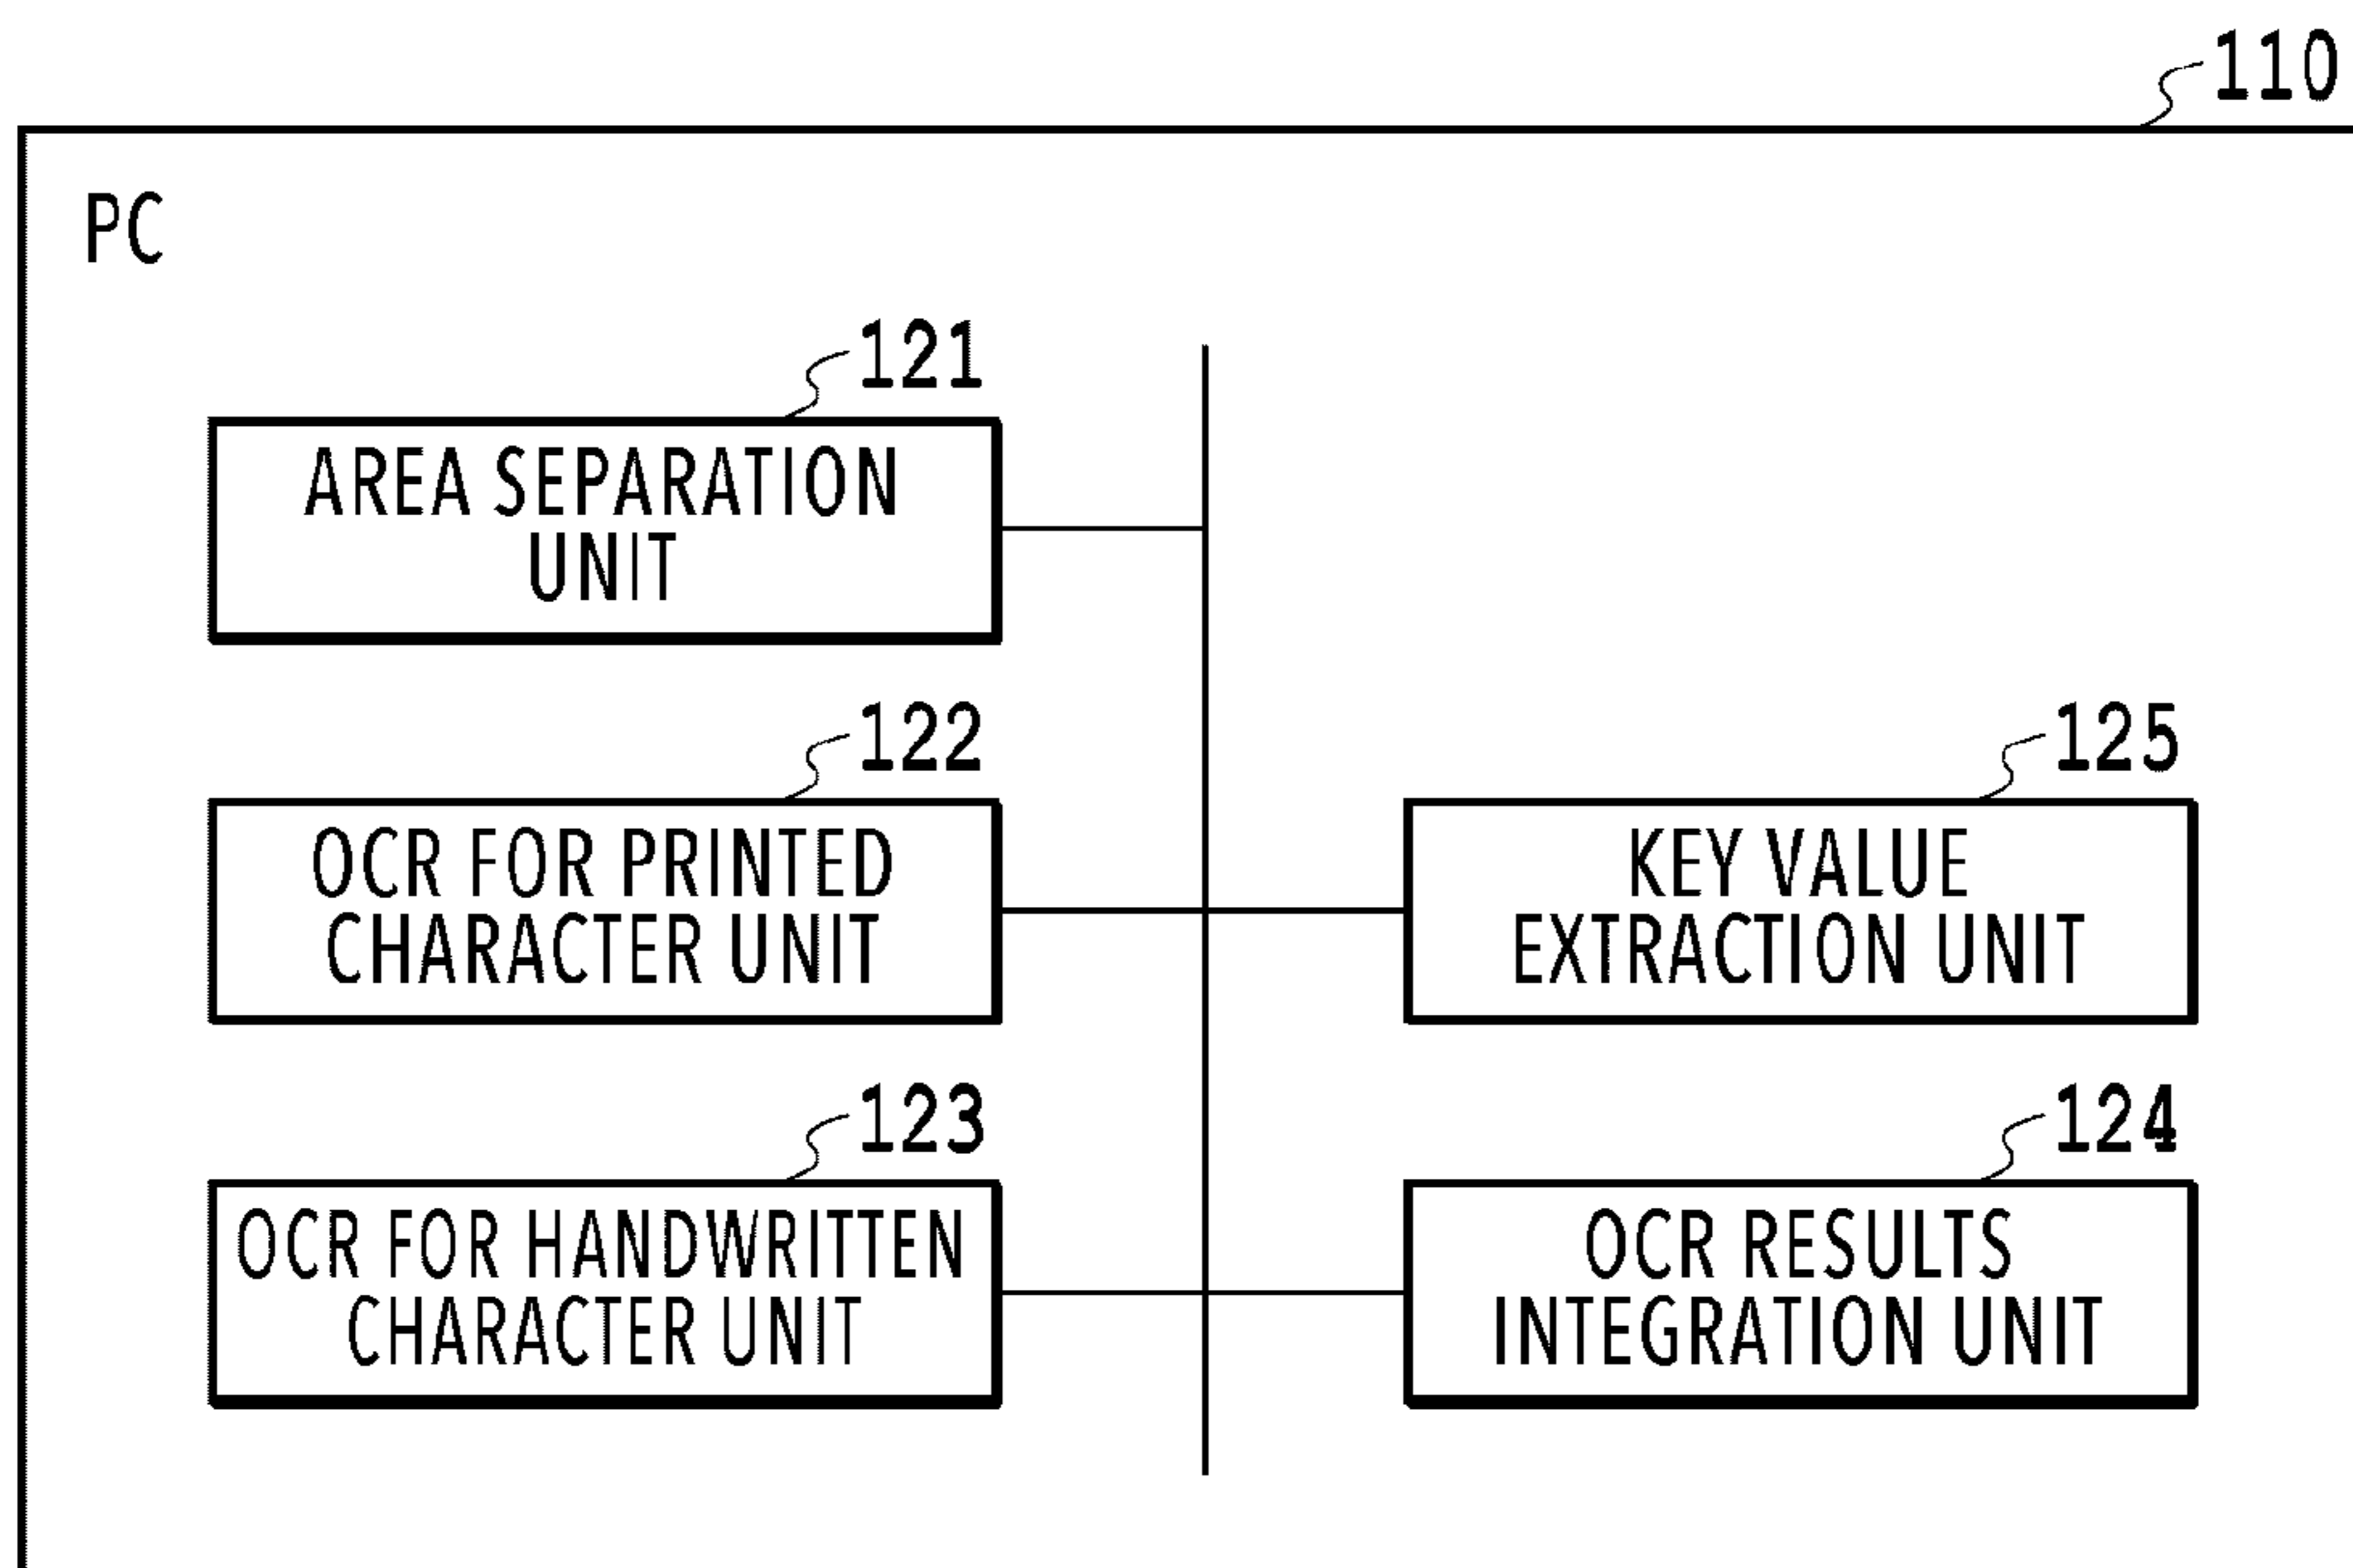 110
PC
121
AREA SEPARATION
UNIT
122
OCR FOR PRINTED
CHARACTER UNIT
125
KEY VALUE
EXTRACTION UNIT
123
OCR FOR HANDWRITTEN
CHARACTER UNIT
124
OCR RESULTS
INTEGRATION UNIT